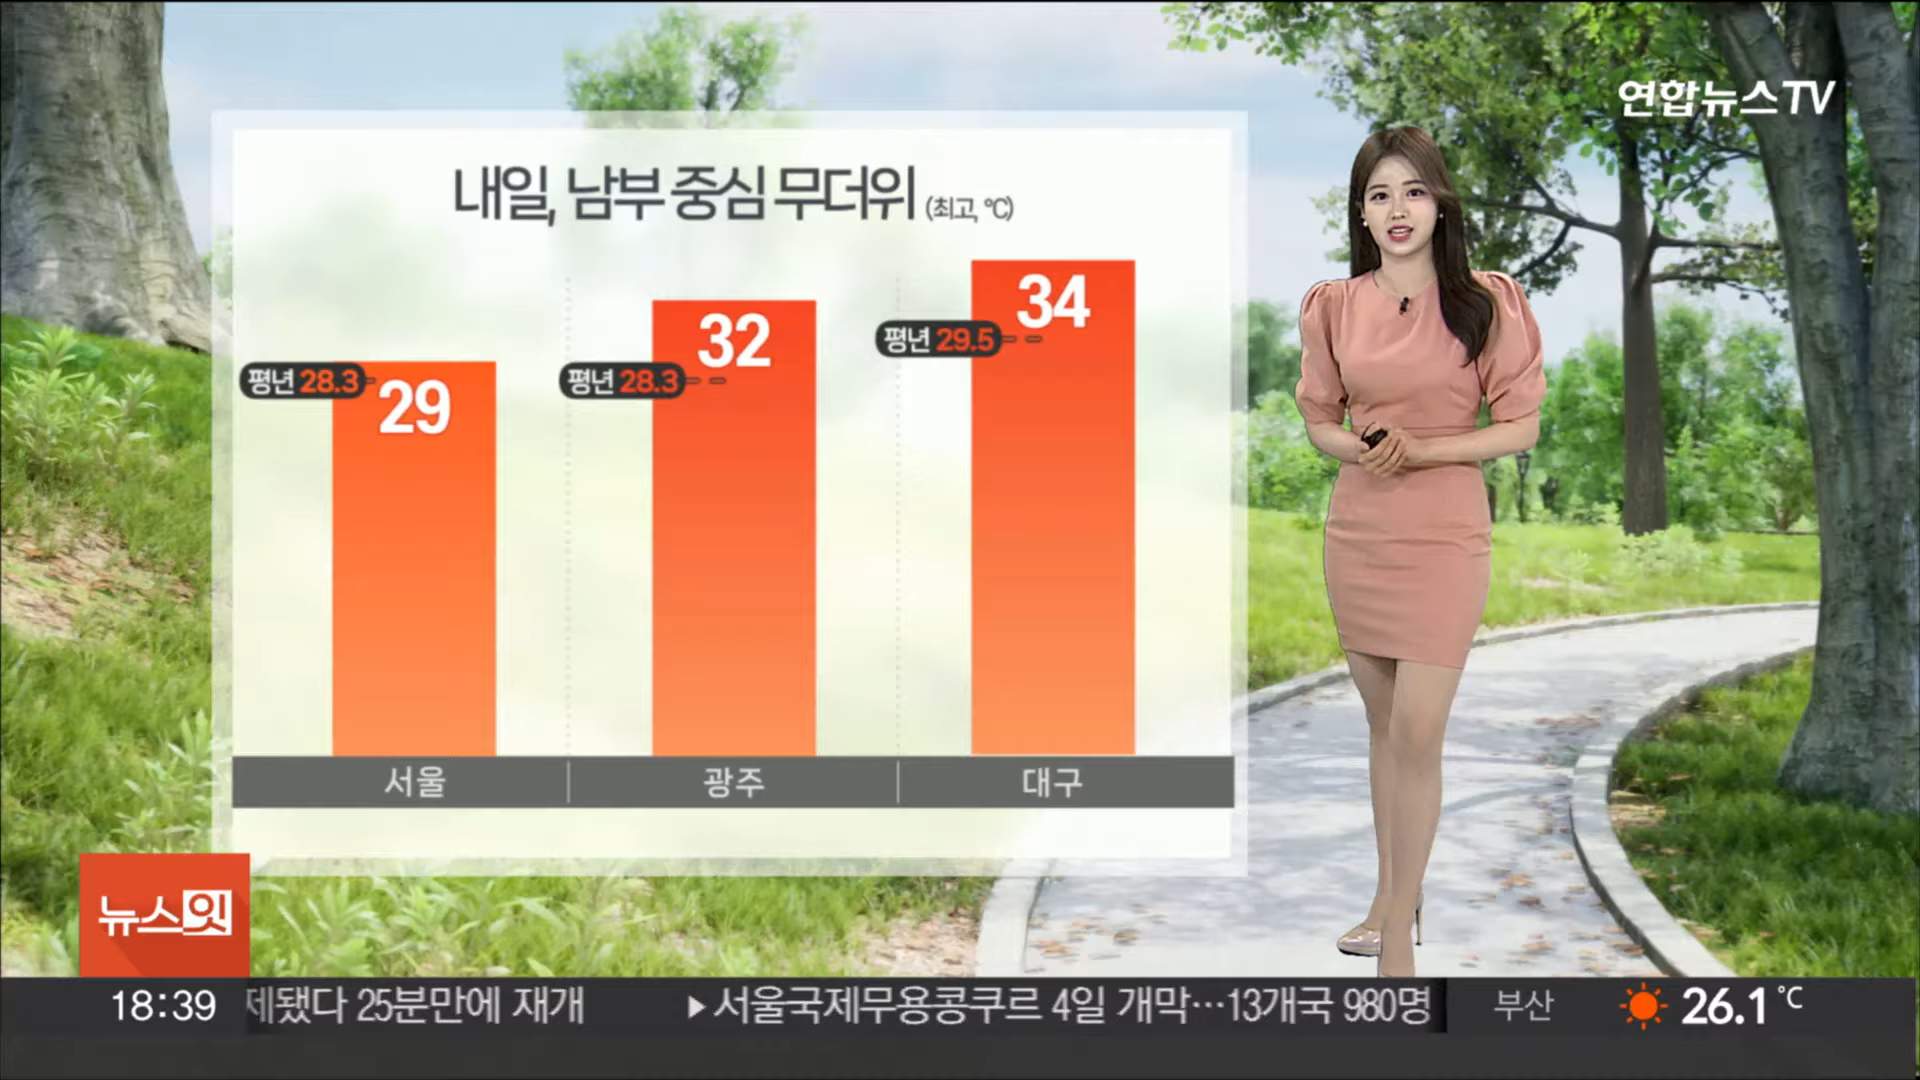 연합뉴스TV
내일, 남부 중심 무더위 (최고, ℃)
평년 28.3
29
평년 28.3
32
평년 29.5
34
서울
광주
대구
뉴스잇
18:39
제됐다 25분만에 재개 ▶서울국제무용콩쿠르 4일 개막…13개국 980명
부산
26.1℃